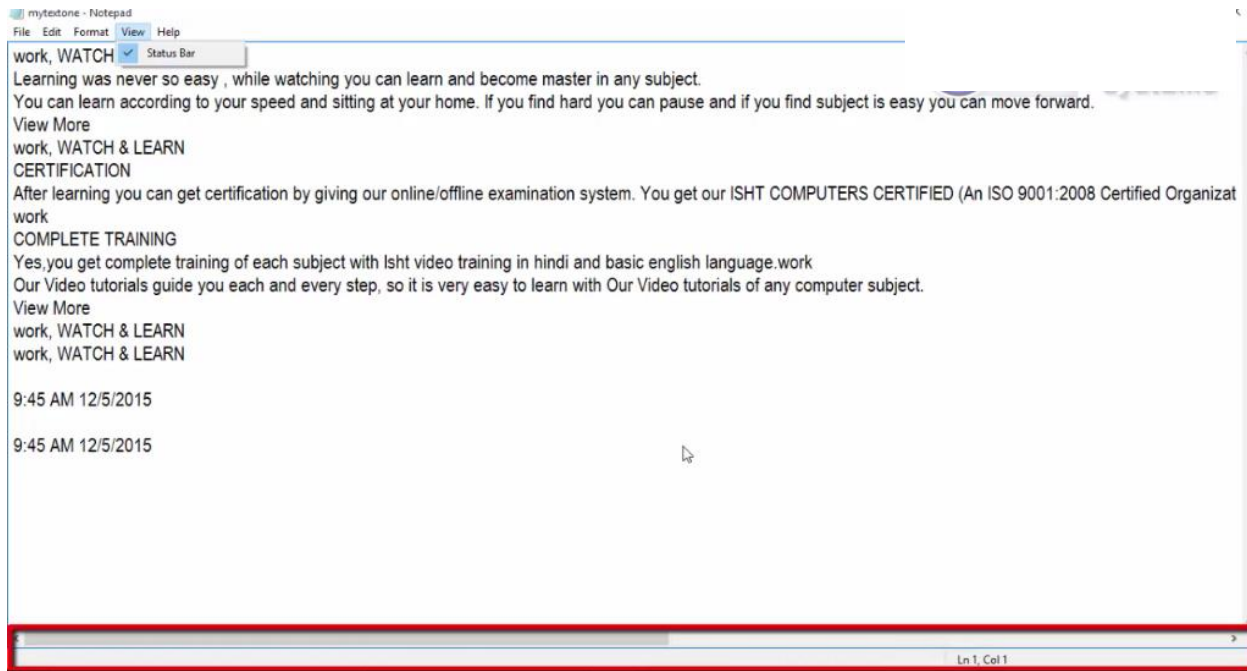 mytextone - Notepad
File Edit Format View Help
Status Bar
work, WATCH
Learning was never so easy , while watching you can learn and become master in any subject.
You can learn according to your speed and sitting at your home. If you find hard you can pause and if you find subject is easy you can move forward.
View More
work, WATCH & LEARN
CERTIFICATION
After learning you can get certification by giving our online/offline examination system. You get our ISHT COMPUTERS CERTIFIED (An ISO 9001:2008 Certified Organizat
work
COMPLETE TRAINING
Yes,you get complete training of each subject with Isht video training in hindi and basic english language.work
Our Video tutorials guide you each and every step, so it is very easy to learn with Our Video tutorials of any computer subject.
View More
work, WATCH & LEARN
work, WATCH & LEARN
9:45 AM 12/5/2015
9:45 AM 12/5/2015
Ln 1, Col 1